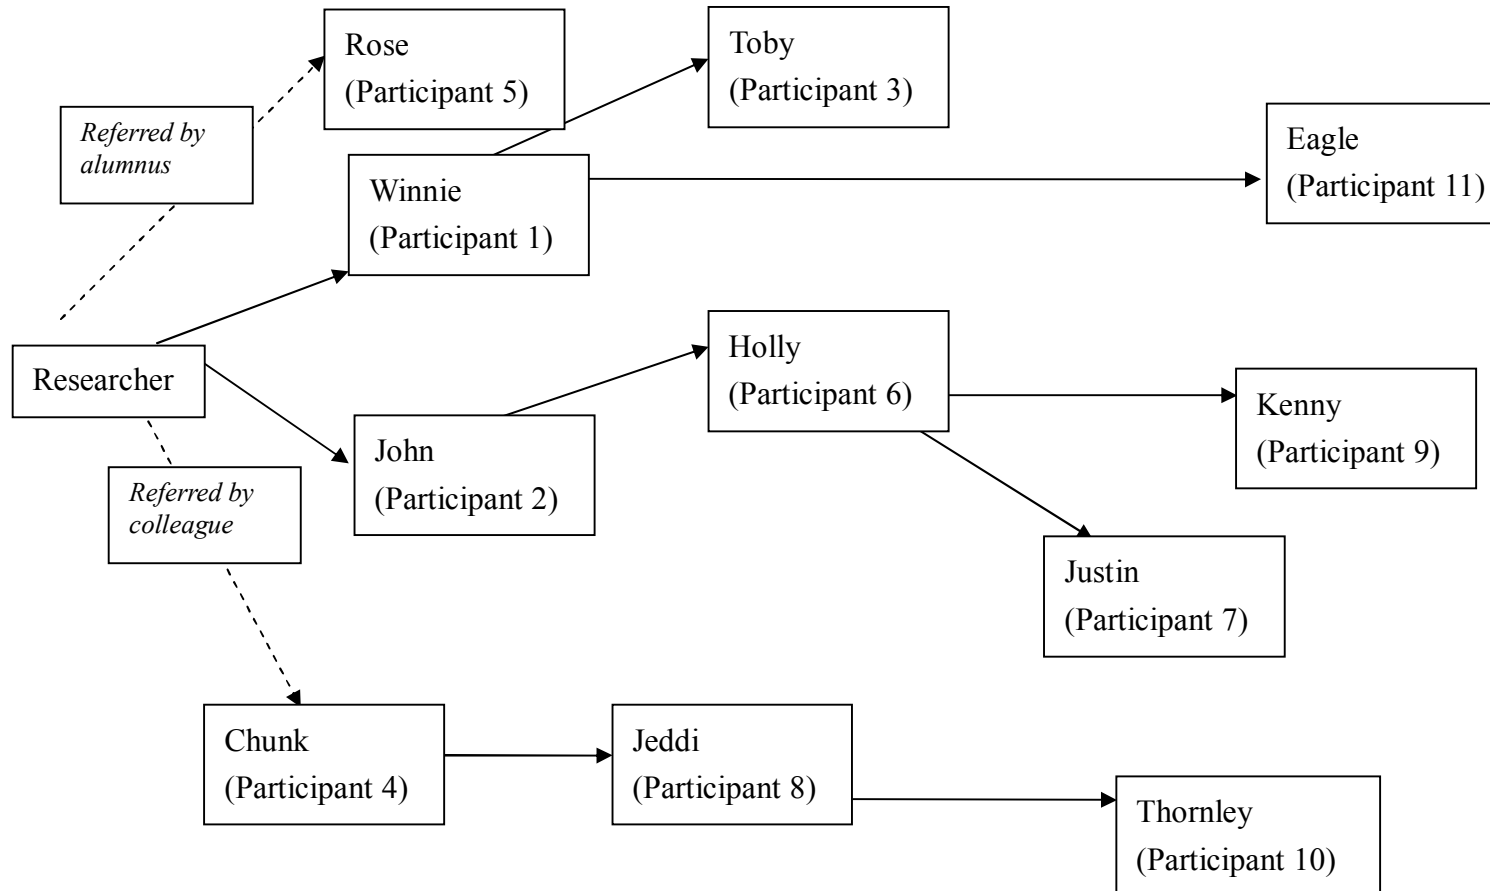 Rose
(Participant 5)
Toby
(Participant 3)
Referred by
alumnus
Eagle
(Participant 11)
Winnie
(Participant 1)
Researcher
Holly
(Participant 6)
Kenny
(Participant 9)
John
(Participant 2)
Referred by
colleague
Justin
(Participant 7)
Chunk
(Participant 4)
Jeddi
(Participant 8)
Thornley
(Participant 10)